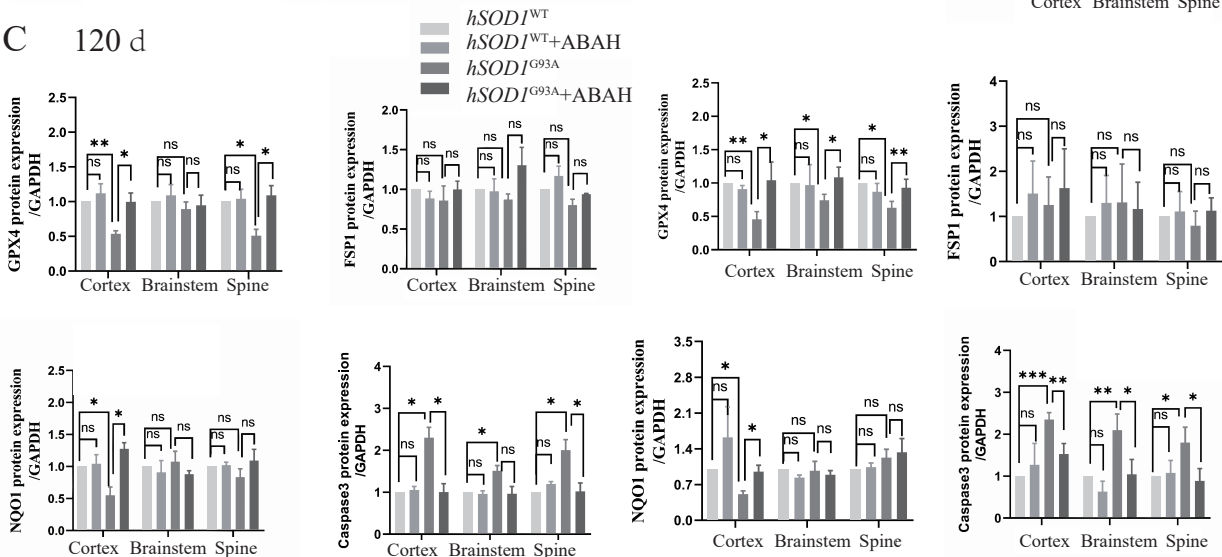 Cortex Brainstem Spine
C 120 d
hSOD1WT
hSOD1WT+ABAH
hSOD1G93A
hSOD1G93A+ABAH
GPX4 protein expression
/GAPDH
2.5
2.0
1.5
1.0
0.5
0.0
** ns * ns ns ns * ns *
Cortex Brainstem Spine
FSP1 protein expression
/GAPDH
2.0
1.5
1.0
0.5
0.0
ns ns ns ns ns ns ns ns ns
Cortex Brainstem Spine
GPX4 protein expression
/GAPDH
2.5
2.0
1.5
1.0
0.5
0.0
** ns * * ns * * ns **
Cortex Brainstem Spine
FSP1 protein expression
/GAPDH
4
3
2
1
0
ns ns ns ns ns ns ns ns ns
Cortex Brainstem Spine
NQO1 protein expression
/GAPDH
2.5
2.0
1.5
1.0
0.5
0.0
* ns * ns ns ns ns ns ns
Cortex Brainstem Spine
Caspase3 protein expression
/GAPDH
4
3
2
1
0
* ns * * ns ns * ns *
Cortex Brainstem Spine
NQO1 protein expression
/GAPDH
3.5
2.8
2.1
1.4
0.7
0.0
* ns * ns ns ns ns ns ns
Cortex Brainstem Spine
Caspase3 protein expression
/GAPDH
4
3
2
1
0
*** ns ** ** ns * * ns *
Cortex Brainstem Spine